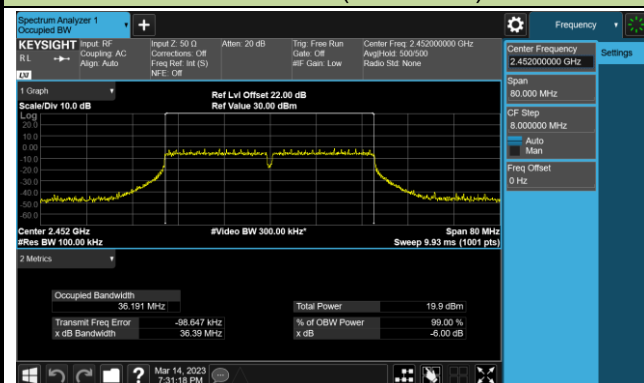 Spectrum Analyzer 1
Occupied BW
+
Frequency
KEYSIGHT
Input: RF
Input Z: 50 Ω
Atten: 20 dB
Trig: Free Run
Center Freq: 2.452000000 GHz
RL
Coupling: AC
Corrections: Off
Gate: Off
Avg|Hold: 500/500
Align: Auto
Freq Ref: Int (S)
#IF Gain: Low
Radio Std: None
NFE: Off
LXI
Center Frequency
2.452000000 GHz
Settings
Span
80.000 MHz
CF Step
8.000000 MHz
Auto
Man
Freq Offset
0 Hz
1 Graph
Ref Lvl Offset 22.00 dB
Scale/Div 10.0 dB
Ref Value 30.00 dBm
Log
20.0
10.0
0.00
-10.0
-20.0
-30.0
-40.0
-50.0
-60.0
Center 2.452 GHz
#Video BW 300.00 kHz*
Span 80 MHz
#Res BW 100.00 kHz
Sweep 9.93 ms (1001 pts)
2 Metrics
Occupied Bandwidth
36.191 MHz
Total Power
19.9 dBm
Transmit Freq Error
-98.647 kHz
% of OBW Power
99.00 %
x dB Bandwidth
36.39 MHz
x dB
-6.00 dB
?
Mar 14, 2023
7:31:18 PM